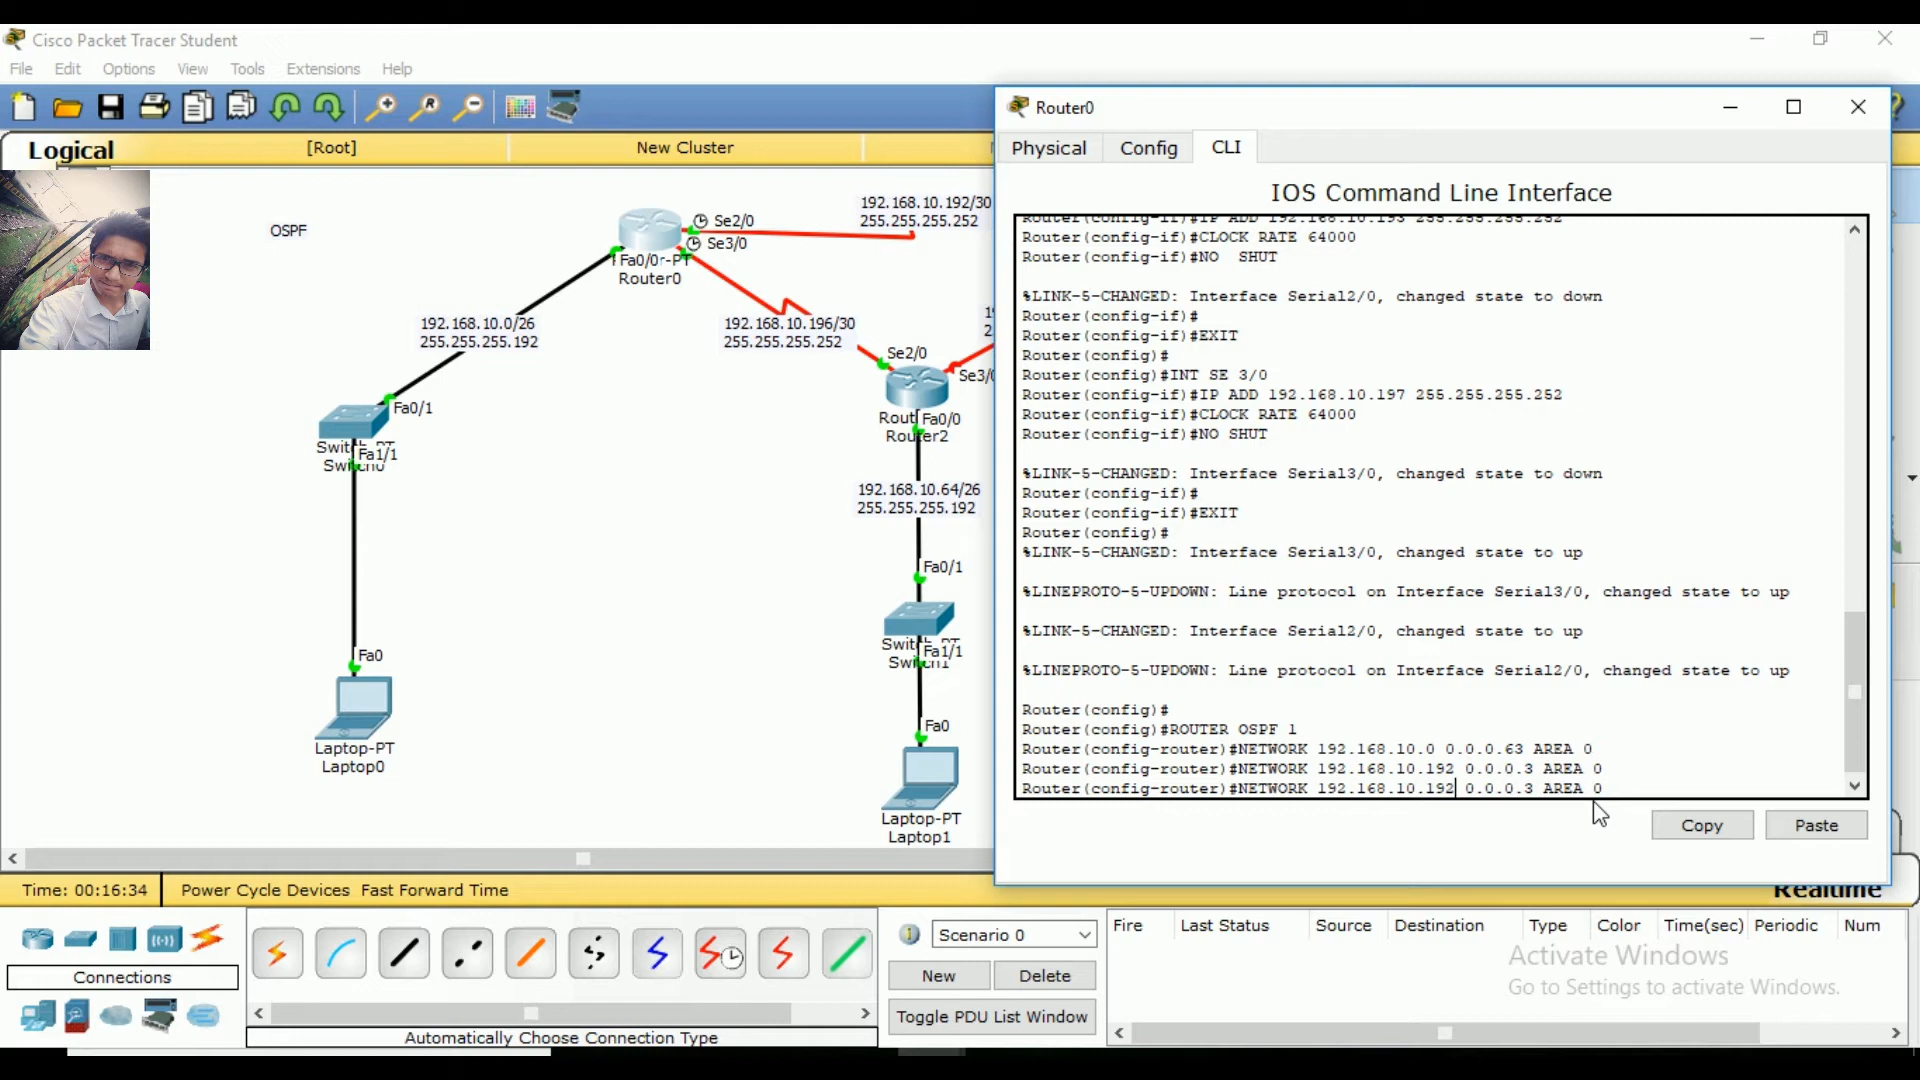 Cisco Packet Tracer Student
File Edit Options View Tools Extensions Help
Logical [Root] New Cluster
OSPF
Se2/0
Se3/0
Fa0/0
r-PT
Router0
192.168.10.192/30
255.255.255.252
192.168.10.0/26
255.255.255.192
192.168.10.196/30
255.255.255.252
Se2/0
Se3/0
Fa0/1
Fa0/0
Router2
Fa1/1
192.168.10.64/26
255.255.255.192
Fa0/1
Fa1/1
Fa0
Laptop-PT
Laptop0
Fa0
Laptop-PT
Laptop1
Router0
Physical Config CLI
IOS Command Line Interface
Router(config-if)#IP ADD 192.168.10.193 255.255.255.252
Router(config-if)#CLOCK RATE 64000
Router(config-if)#NO  SHUT
%LINK-5-CHANGED: Interface Serial2/0, changed state to down
Router(config-if)#
Router(config-if)#EXIT
Router(config)#
Router(config)#INT SE 3/0
Router(config-if)#IP ADD 192.168.10.197 255.255.255.252
Router(config-if)#CLOCK RATE 64000
Router(config-if)#NO SHUT
%LINK-5-CHANGED: Interface Serial3/0, changed state to down
Router(config-if)#
Router(config-if)#EXIT
Router(config)#
%LINK-5-CHANGED: Interface Serial3/0, changed state to up
%LINEPROTO-5-UPDOWN: Line protocol on Interface Serial3/0, changed state to up
%LINK-5-CHANGED: Interface Serial2/0, changed state to up
%LINEPROTO-5-UPDOWN: Line protocol on Interface Serial2/0, changed state to up
Router(config)#
Router(config)#ROUTER OSPF 1
Router(config-router)#NETWORK 192.168.10.0 0.0.0.63 AREA 0
Router(config-router)#NETWORK 192.168.10.192 0.0.0.3 AREA 0
Router(config-router)#NETWORK 192.168.10.192 0.0.0.3 AREA 0
Copy Paste
Time: 00:16:34 Power Cycle Devices Fast Forward Time Realtime
Connections
Automatically Choose Connection Type
Scenario 0
New Delete
Toggle PDU List Window
Fire Last Status Source Destination Type Color Time(sec) Periodic Num
Activate Windows
Go to Settings to activate Windows.